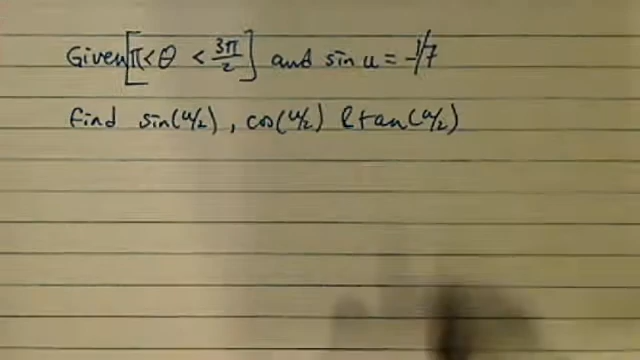 Given [π < θ < 3π/2] and sin u = -1/7
find sin(u/2), cos(u/2) & tan(u/2)